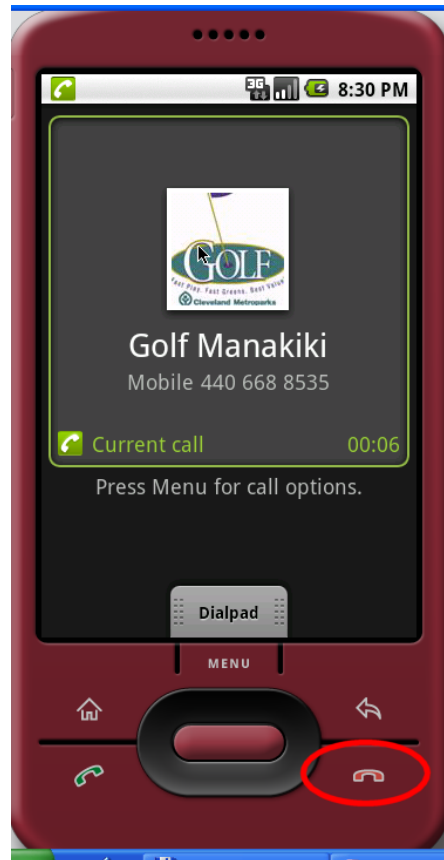 3G
8:30 PM
GOLF
Fast Play. Fast Greens. Best Value
Cleveland Metroparks
Golf Manakiki
Mobile 440 668 8535
Current call 00:06
Press Menu for call options.
Dialpad
MENU